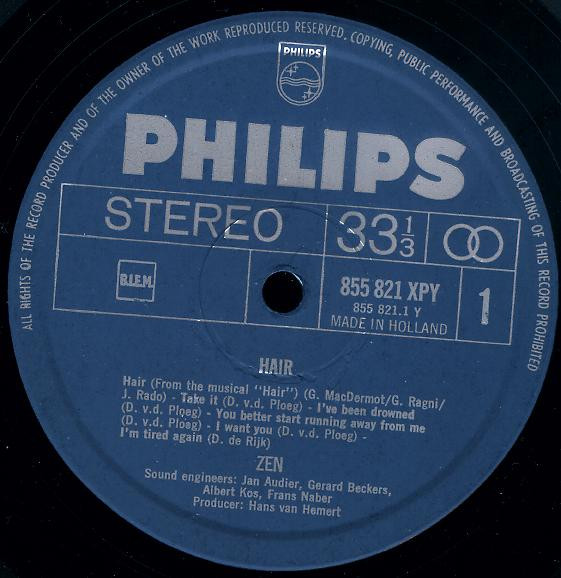 ALL RIGHTS OF THE RECORD PRODUCER AND OF THE OWNER OF THE WORK REPRODUCED RESERVED. COPYING, PUBLIC PERFORMANCE AND BROADCASTING OF THIS RECORD PROHIBITED
PHILIPS
PHILIPS
STEREO 33 1/3
B.I.E.M. 855 821 XPY 1
855 821.1 Y
MADE IN HOLLAND
HAIR
Hair (From the musical "Hair") (G. MacDermot/G. Ragni/
J. Rado) - Take it (D. v.d. Ploeg) - I've been drowned
(D. v.d. Ploeg) - You better start running away from me
(D. v.d. Ploeg) - I want you (D. v.d. Ploeg) -
I'm tired again (D. de Rijk)
ZEN
Sound engineers: Jan Audier, Gerard Beckers,
Albert Kos, Frans Naber
Producer: Hans van Hemert